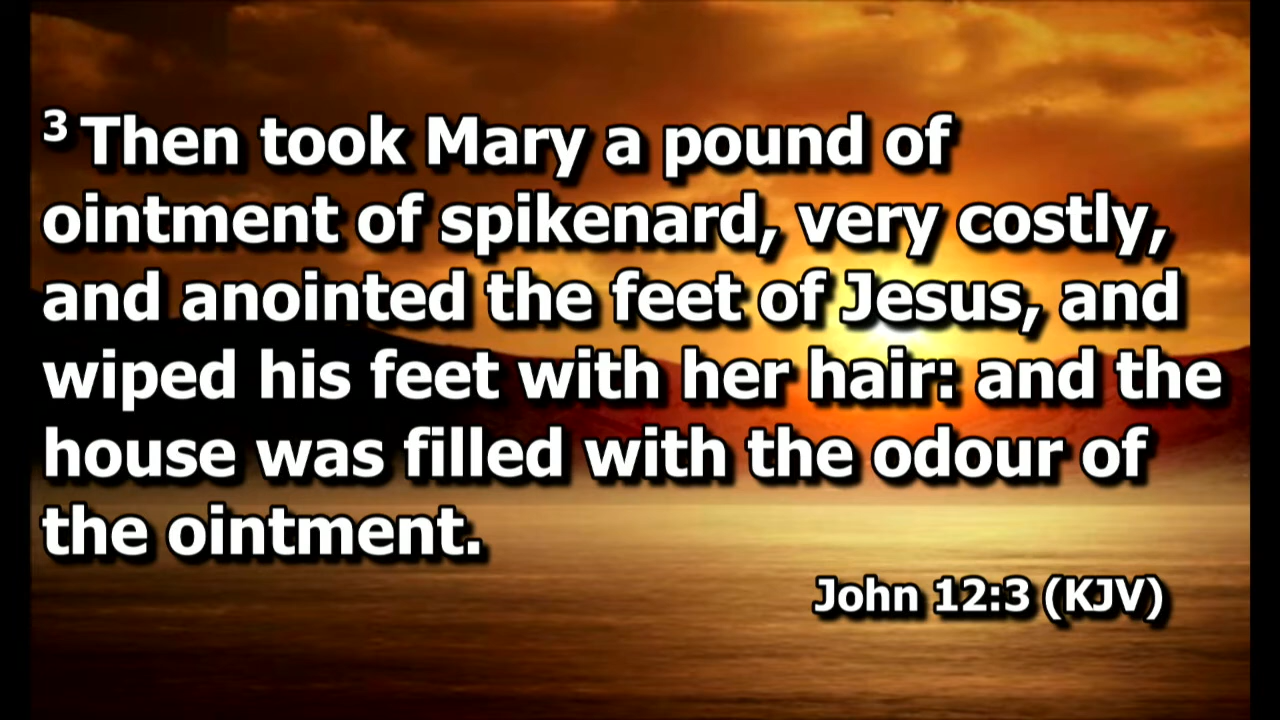 3 Then took Mary a pound of
ointment of spikenard, very costly,
and anointed the feet of Jesus, and
wiped his feet with her hair: and the
house was filled with the odour of
the ointment.
John 12:3 (KJV)